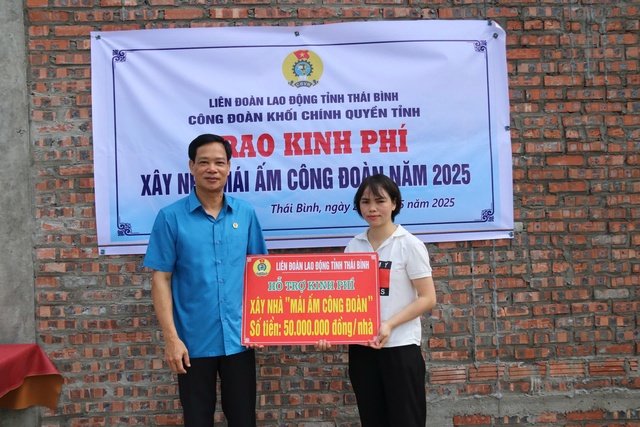 LIÊN ĐOÀN LAO ĐỘNG TỈNH THÁI BÌNH
CÔNG ĐOÀN KHỐI CHÍNH QUYỀN TỈNH
RAO KINH PHÍ
XÂY NH MÁI ẤM CÔNG ĐOÀN NĂM 2025
Thái Bình, ngày 5 năm 2025
LIÊN ĐOÀN LAO ĐỘNG TỈNH THÁI BÌNH
HỖ TRỢ KINH PHÍ
XÂY NHÀ "MÁI ẤM CÔNG ĐOÀN"
Số tiền: 50.000.000 đồng/nhà